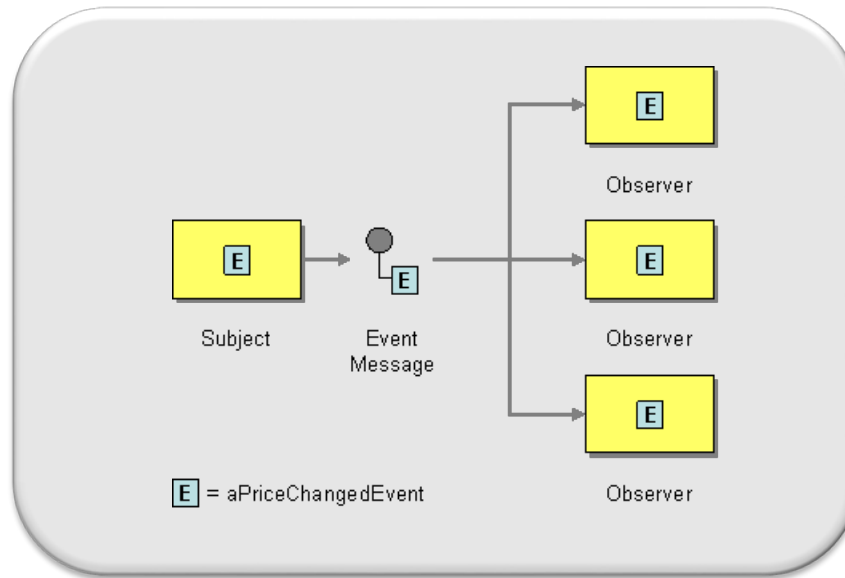 E
Observer
E
E
E
E
Subject
Event
Message
Observer
E
E = aPriceChangedEvent
Observer